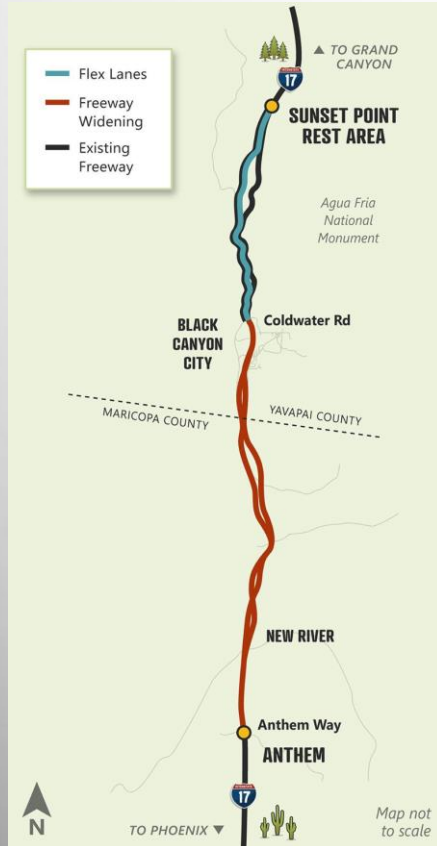 Flex Lanes
Freeway
Widening
Existing
Freeway
INTERSTATE
17
▲ TO GRAND
CANYON
SUNSET POINT
REST AREA
Agua Fria
National
Monument
Coldwater Rd
BLACK
CANYON
CITY
MARICOPA COUNTY
YAVAPAI COUNTY
NEW RIVER
Anthem Way
ANTHEM
INTERSTATE
17
N
TO PHOENIX ▼
Map not
to scale